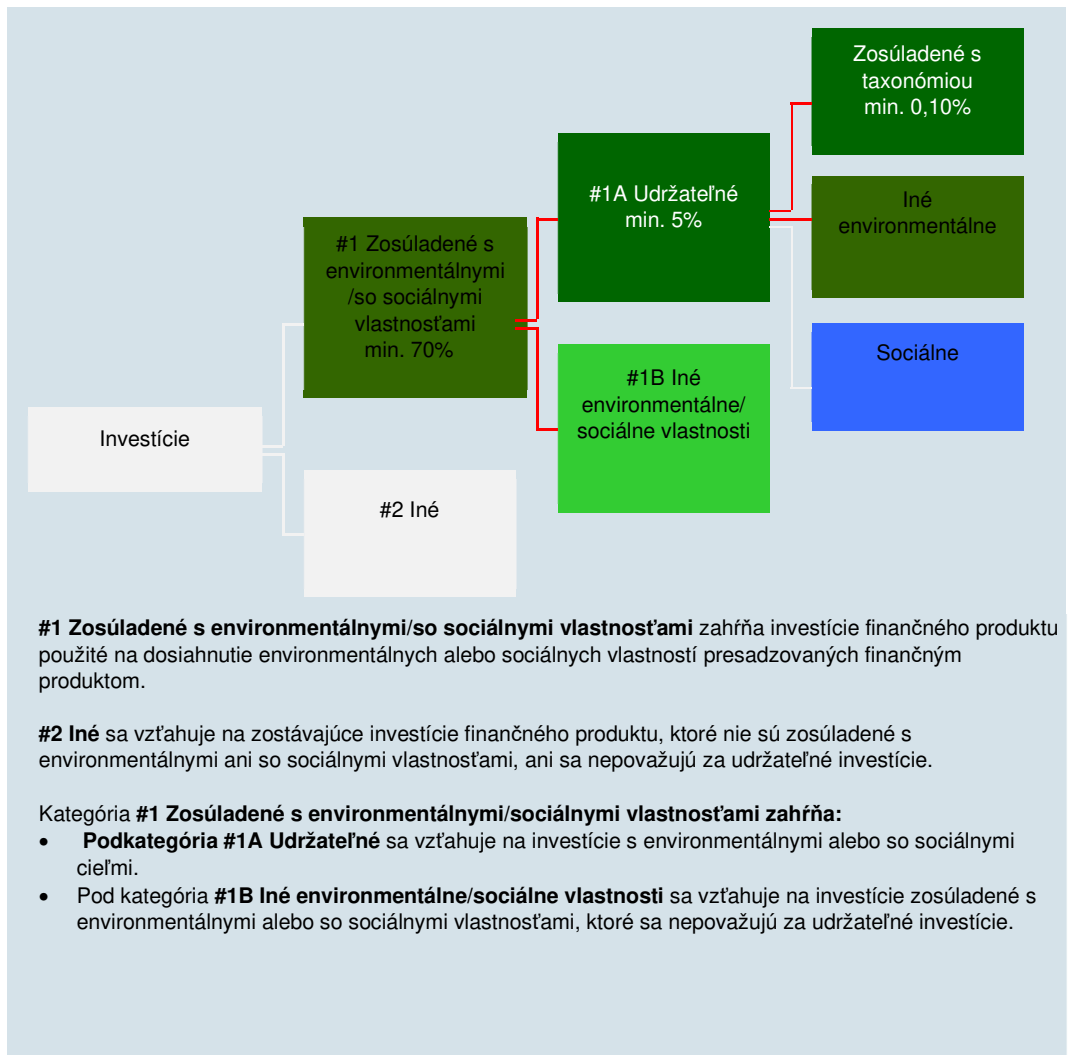 Zosúladené s
taxonómiou
min. 0,10%
#1A Udržateľné
min. 5%
Iné
environmentálne
#1 Zosúladené s
environmentálnymi
/so sociálnymi
vlastnosťami
min. 70%
Sociálne
#1B Iné
environmentálne/
sociálne vlastnosti
Investície
#2 Iné
#1 Zosúladené s environmentálnymi/so sociálnymi vlastnosťami zahŕňa investície finančného produktu
použité na dosiahnutie environmentálnych alebo sociálnych vlastností presadzovaných finančným
produktom.
#2 Iné sa vzťahuje na zostávajúce investície finančného produktu, ktoré nie sú zosúladené s
environmentálnymi ani so sociálnymi vlastnosťami, ani sa nepovažujú za udržateľné investície.
Kategória #1 Zosúladené s environmentálnymi/sociálnymi vlastnosťami zahŕňa:
• Podkategória #1A Udržateľné sa vzťahuje na investície s environmentálnymi alebo so sociálnymi
cieľmi.
• Pod kategória #1B Iné environmentálne/sociálne vlastnosti sa vzťahuje na investície zosúladené s
environmentálnymi alebo so sociálnymi vlastnosťami, ktoré sa nepovažujú za udržateľné investície.